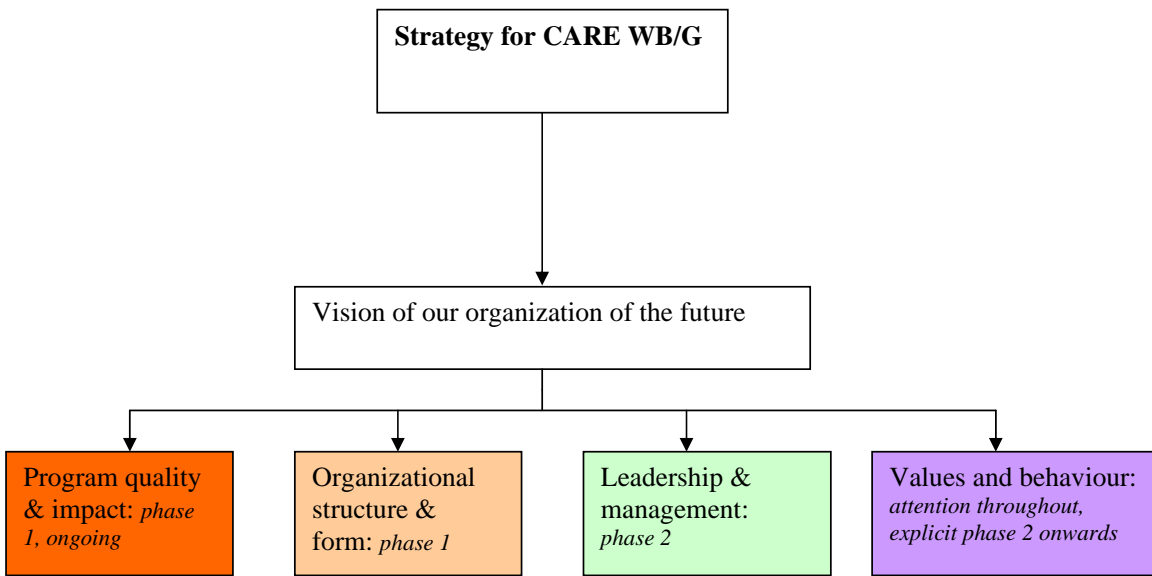 Strategy for CARE WB/G
Vision of our organization of the future
Program quality
& impact: phase
1, ongoing
Organizational
structure &
form: phase 1
Leadership &
management:
phase 2
Values and behaviour:
attention throughout,
explicit phase 2 onwards